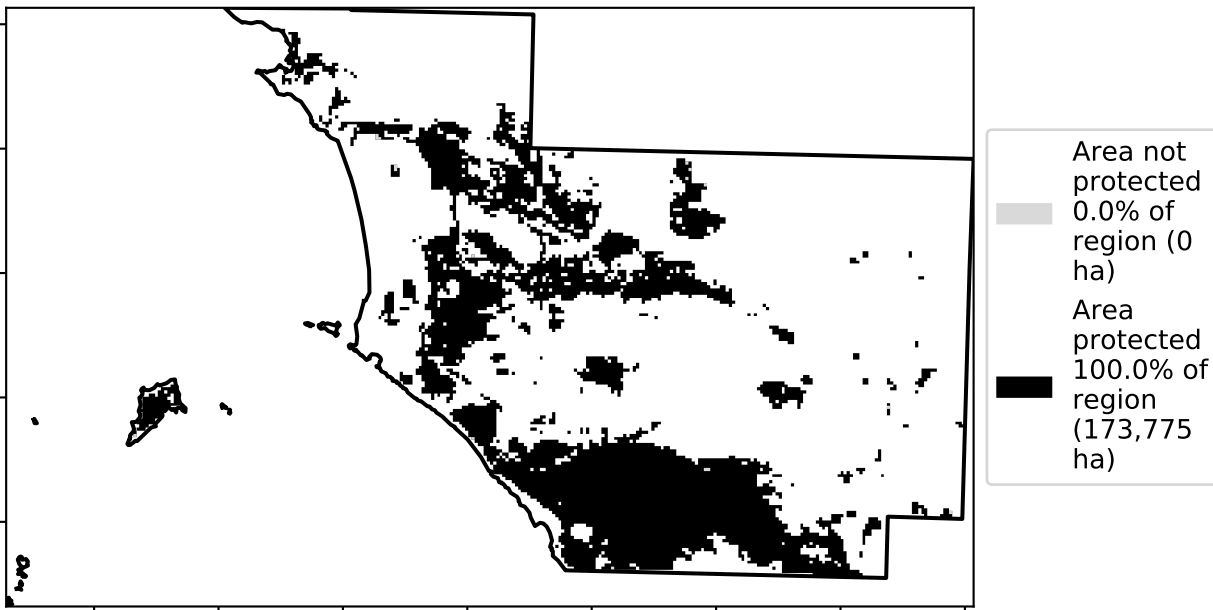 Area not
protected
0.0% of
region (0
ha)
Area
protected
100.0% of
region
(173,775
ha)